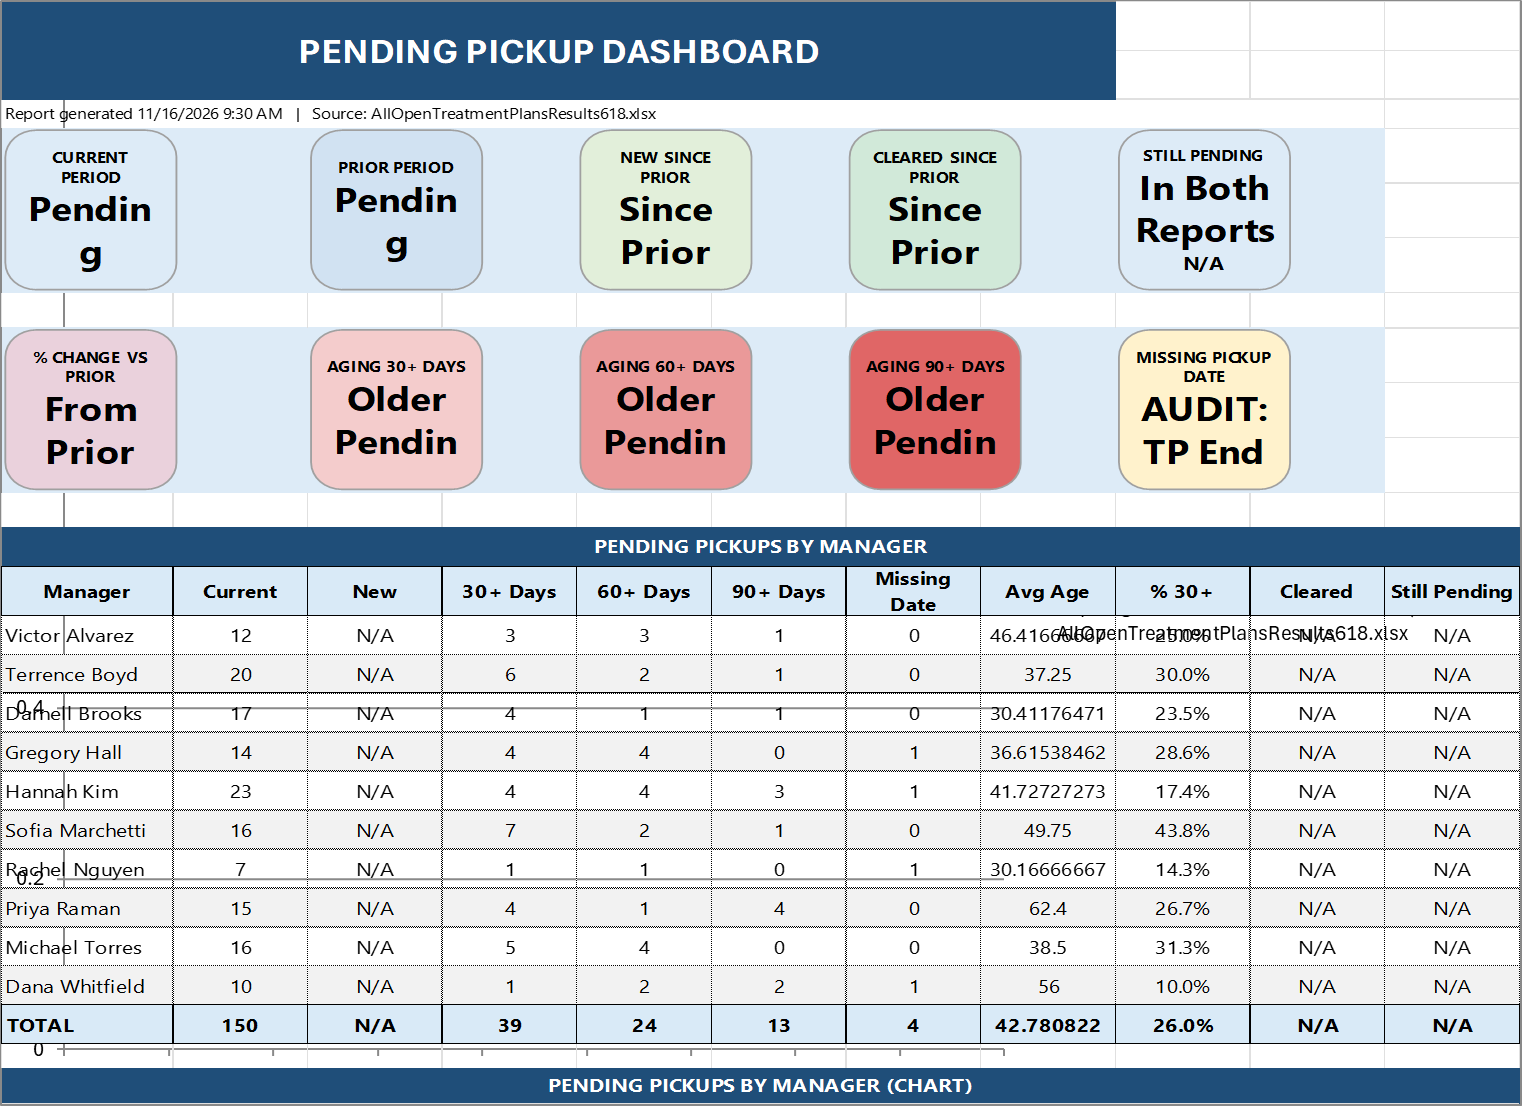 PENDING PICKUP DASHBOARD
Report generated 11/16/2026 9:30 AM | Source: AllOpenTreatmentPlansResults618.xlsx
CURRENT
PERIOD
Pendin
g
PRIOR PERIOD
Pendin
g
NEW SINCE
PRIOR
Since
Prior
CLEARED SINCE
PRIOR
Since
Prior
STILL PENDING
In Both
Reports
N/A
% CHANGE VS
PRIOR
From
Prior
AGING 30+ DAYS
Older
Pendin
AGING 60+ DAYS
Older
Pendin
AGING 90+ DAYS
Older
Pendin
MISSING PICKUP
DATE
AUDIT:
TP End
PENDING PICKUPS BY MANAGER
Manager Current New 30+ Days 60+ Days 90+ Days Missing Date Avg Age % 30+ Cleared Still Pending
Victor Alvarez 12 N/A 3 3 1 0 46.41666667 25.0% N/A N/A
AllOpenTreatmentPlansResults618.xlsx
Terrence Boyd 20 N/A 6 2 1 0 37.25 30.0% N/A N/A
0.4
Darnell Brooks 17 N/A 4 1 1 0 30.41176471 23.5% N/A N/A
Gregory Hall 14 N/A 4 4 0 1 36.61538462 28.6% N/A N/A
Hannah Kim 23 N/A 4 4 3 1 41.72727273 17.4% N/A N/A
Sofia Marchetti 16 N/A 7 2 1 0 49.75 43.8% N/A N/A
Rachel Nguyen 7 N/A 1 1 0 1 30.16666667 14.3% N/A N/A
0.2
Priya Raman 15 N/A 4 1 4 0 62.4 26.7% N/A N/A
Michael Torres 16 N/A 5 4 0 0 38.5 31.3% N/A N/A
Dana Whitfield 10 N/A 1 2 2 1 56 10.0% N/A N/A
TOTAL 150 N/A 39 24 13 4 42.780822 26.0% N/A N/A
0
PENDING PICKUPS BY MANAGER (CHART)